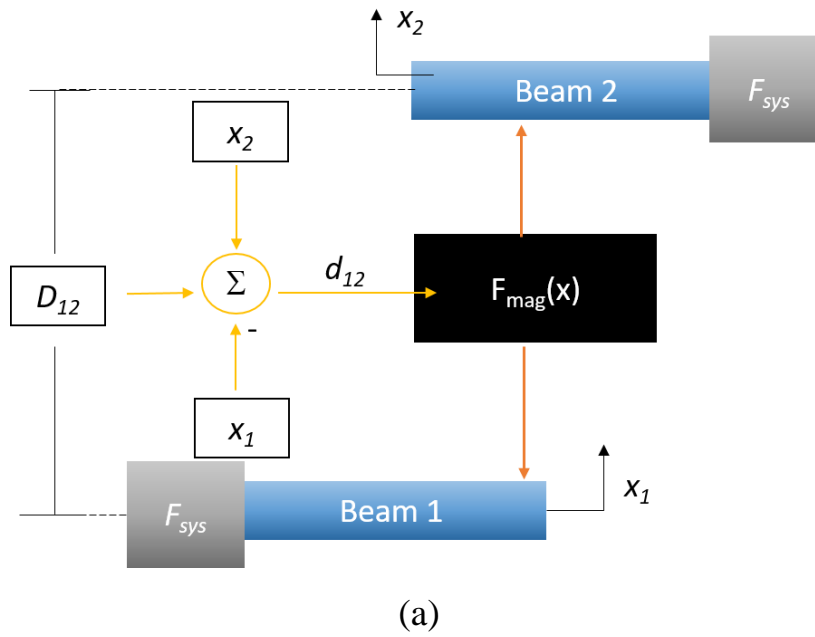 x2
Beam 2
Fsys
x2
D12
Σ
d12
Fmag(x)
-
x1
Fsys
Beam 1
x1
(a)